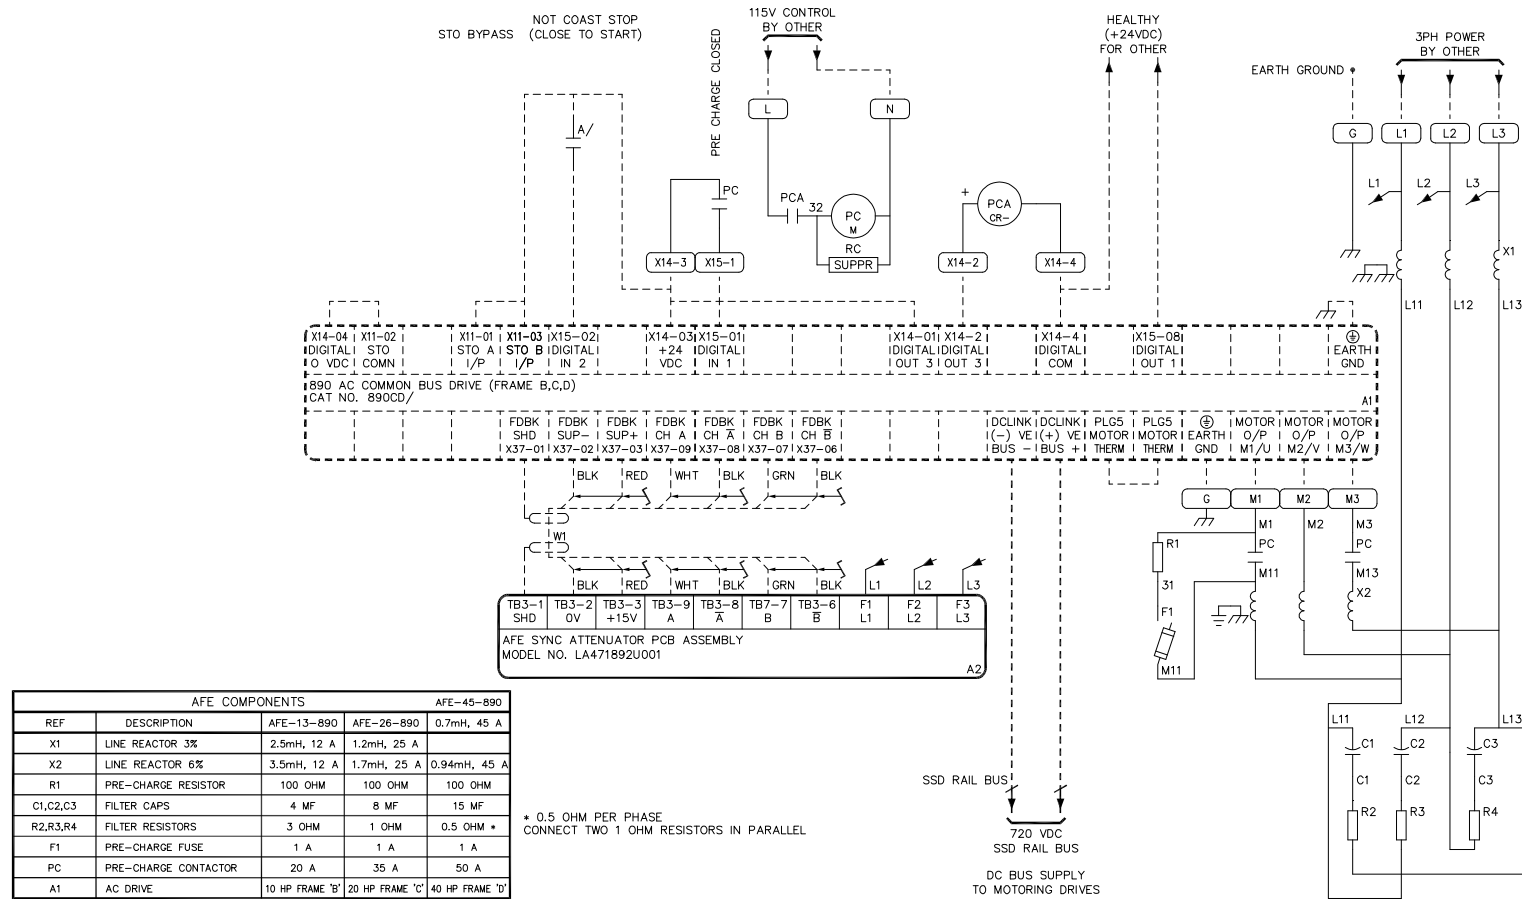 NOT COAST STOP
STO BYPASS (CLOSE TO START)
PRE CHARGE CLOSED
115V CONTROL
BY OTHER
HEALTHY
(+24VDC)
FOR OTHER
3PH POWER
BY OTHER
EARTH GROUND
L
N
G
L1
L2
L3
A/
PC
PCA
32
PC
M
RC
SUPPR
+
PCA
CR-
L1
L2
L3
X1
X14-3
X15-1
X14-2
X14-4
L11
L12
L13
X14-04 X11-02 X11-01 X11-03 X15-02 X14-03 X15-01 X14-01 X14-2 X14-4 X15-08
DIGITAL STO STO A STO B DIGITAL +24 DIGITAL DIGITAL DIGITAL DIGITAL DIGITAL EARTH
O VDC COMN I/P I/P IN 2 VDC IN 1 OUT 3 OUT 3 COM OUT 1 GND
890 AC COMMON BUS DRIVE (FRAME B,C,D)
CAT NO. 890CD/
A1
FDBK FDBK FDBK FDBK FDBK FDBK FDBK DCLINK DCLINK PLG5 PLG5 MOTOR MOTOR MOTOR
SHD SUP- SUP+ CH A CH A̅ CH B CH B̅ (-) VE (+) VE MOTOR MOTOR EARTH O/P O/P O/P
X37-01 X37-02 X37-03 X37-09 X37-08 X37-07 X37-06 BUS - BUS + THERM THERM GND M1/U M2/V M3/W
BLK RED WHT BLK GRN BLK
G
M1
M2
M3
W1
M1
M2
M3
R1
PC
PC
M11
M13
31
X2
F1
M11
BLK RED WHT BLK GRN BLK L1 L2 L3
TB3-1 TB3-2 TB3-3 TB3-9 TB3-8 TB7-7 TB3-6 F1 F2 F3
SHD 0V +15V A A̅ B B̅ L1 L2 L3
AFE SYNC ATTENUATOR PCB ASSEMBLY
MODEL NO. LA471892U001
A2
AFE COMPONENTS AFE-45-890
REF DESCRIPTION AFE-13-890 AFE-26-890 0.7mH, 45 A
X1 LINE REACTOR 3% 2.5mH, 12 A 1.2mH, 25 A
X2 LINE REACTOR 6% 3.5mH, 12 A 1.7mH, 25 A 0.94mH, 45 A
R1 PRE-CHARGE RESISTOR 100 OHM 100 OHM 100 OHM
C1,C2,C3 FILTER CAPS 4 MF 8 MF 15 MF
R2,R3,R4 FILTER RESISTORS 3 OHM 1 OHM 0.5 OHM *
F1 PRE-CHARGE FUSE 1 A 1 A 1 A
PC PRE-CHARGE CONTACTOR 20 A 35 A 50 A
A1 AC DRIVE 10 HP FRAME 'B' 20 HP FRAME 'C' 40 HP FRAME 'D'
* 0.5 OHM PER PHASE
CONNECT TWO 1 OHM RESISTORS IN PARALLEL
SSD RAIL BUS
720 VDC
SSD RAIL BUS
DC BUS SUPPLY
TO MOTORING DRIVES
L11
L12
L13
C1
C2
C3
C1
C2
C3
R2
R3
R4